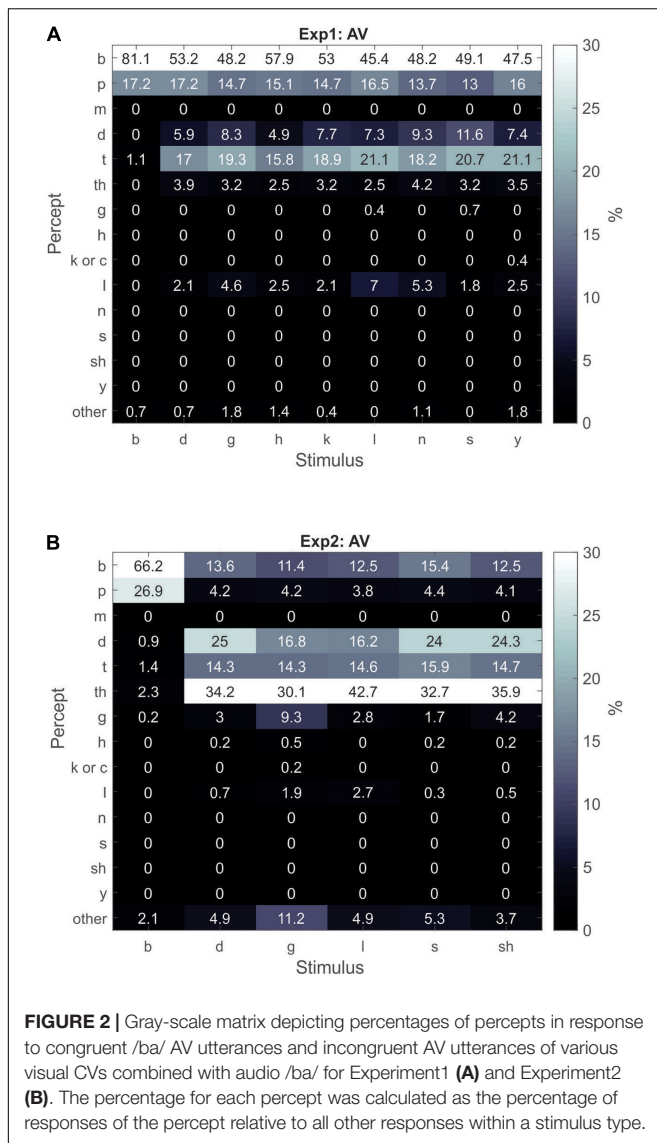 A
Exp1: AV
b 81.1 53.2 48.2 57.9 53 45.4 48.2 49.1 47.5
p 17.2 17.2 14.7 15.1 14.7 16.5 13.7 13 16
m 0 0 0 0 0 0 0 0 0
d 0 5.9 8.3 4.9 7.7 7.3 9.3 11.6 7.4
t 1.1 17 19.3 15.8 18.9 21.1 18.2 20.7 21.1
th 0 3.9 3.2 2.5 3.2 2.5 4.2 3.2 3.5
g 0 0 0 0 0 0.4 0 0.7 0
h 0 0 0 0 0 0 0 0 0
k or c 0 0 0 0 0 0 0 0 0.4
l 0 2.1 4.6 2.5 2.1 7 5.3 1.8 2.5
n 0 0 0 0 0 0 0 0 0
s 0 0 0 0 0 0 0 0 0
sh 0 0 0 0 0 0 0 0 0
y 0 0 0 0 0 0 0 0 0
other 0.7 0.7 1.8 1.4 0.4 0 1.1 0 1.8
b d g h k l n s y
Stimulus
Percept
30
25
20
15
10
5
0
%
B
Exp2: AV
b 66.2 13.6 11.4 12.5 15.4 12.5
p 26.9 4.2 4.2 3.8 4.4 4.1
m 0 0 0 0 0 0
d 0.9 25 16.8 16.2 24 24.3
t 1.4 14.3 14.3 14.6 15.9 14.7
th 2.3 34.2 30.1 42.7 32.7 35.9
g 0.2 3 9.3 2.8 1.7 4.2
h 0 0.2 0.5 0 0.2 0.2
k or c 0 0 0.2 0 0 0
l 0 0.7 1.9 2.7 0.3 0.5
n 0 0 0 0 0 0
s 0 0 0 0 0 0
sh 0 0 0 0 0 0
y 0 0 0 0 0 0
other 2.1 4.9 11.2 4.9 5.3 3.7
b d g l s sh
Stimulus
Percept
30
25
20
15
10
5
0
%
FIGURE 2 | Gray-scale matrix depicting percentages of percepts in response
to congruent /ba/ AV utterances and incongruent AV utterances of various
visual CVs combined with audio /ba/ for Experiment1 (A) and Experiment2
(B). The percentage for each percept was calculated as the percentage of
responses of the percept relative to all other responses within a stimulus type.